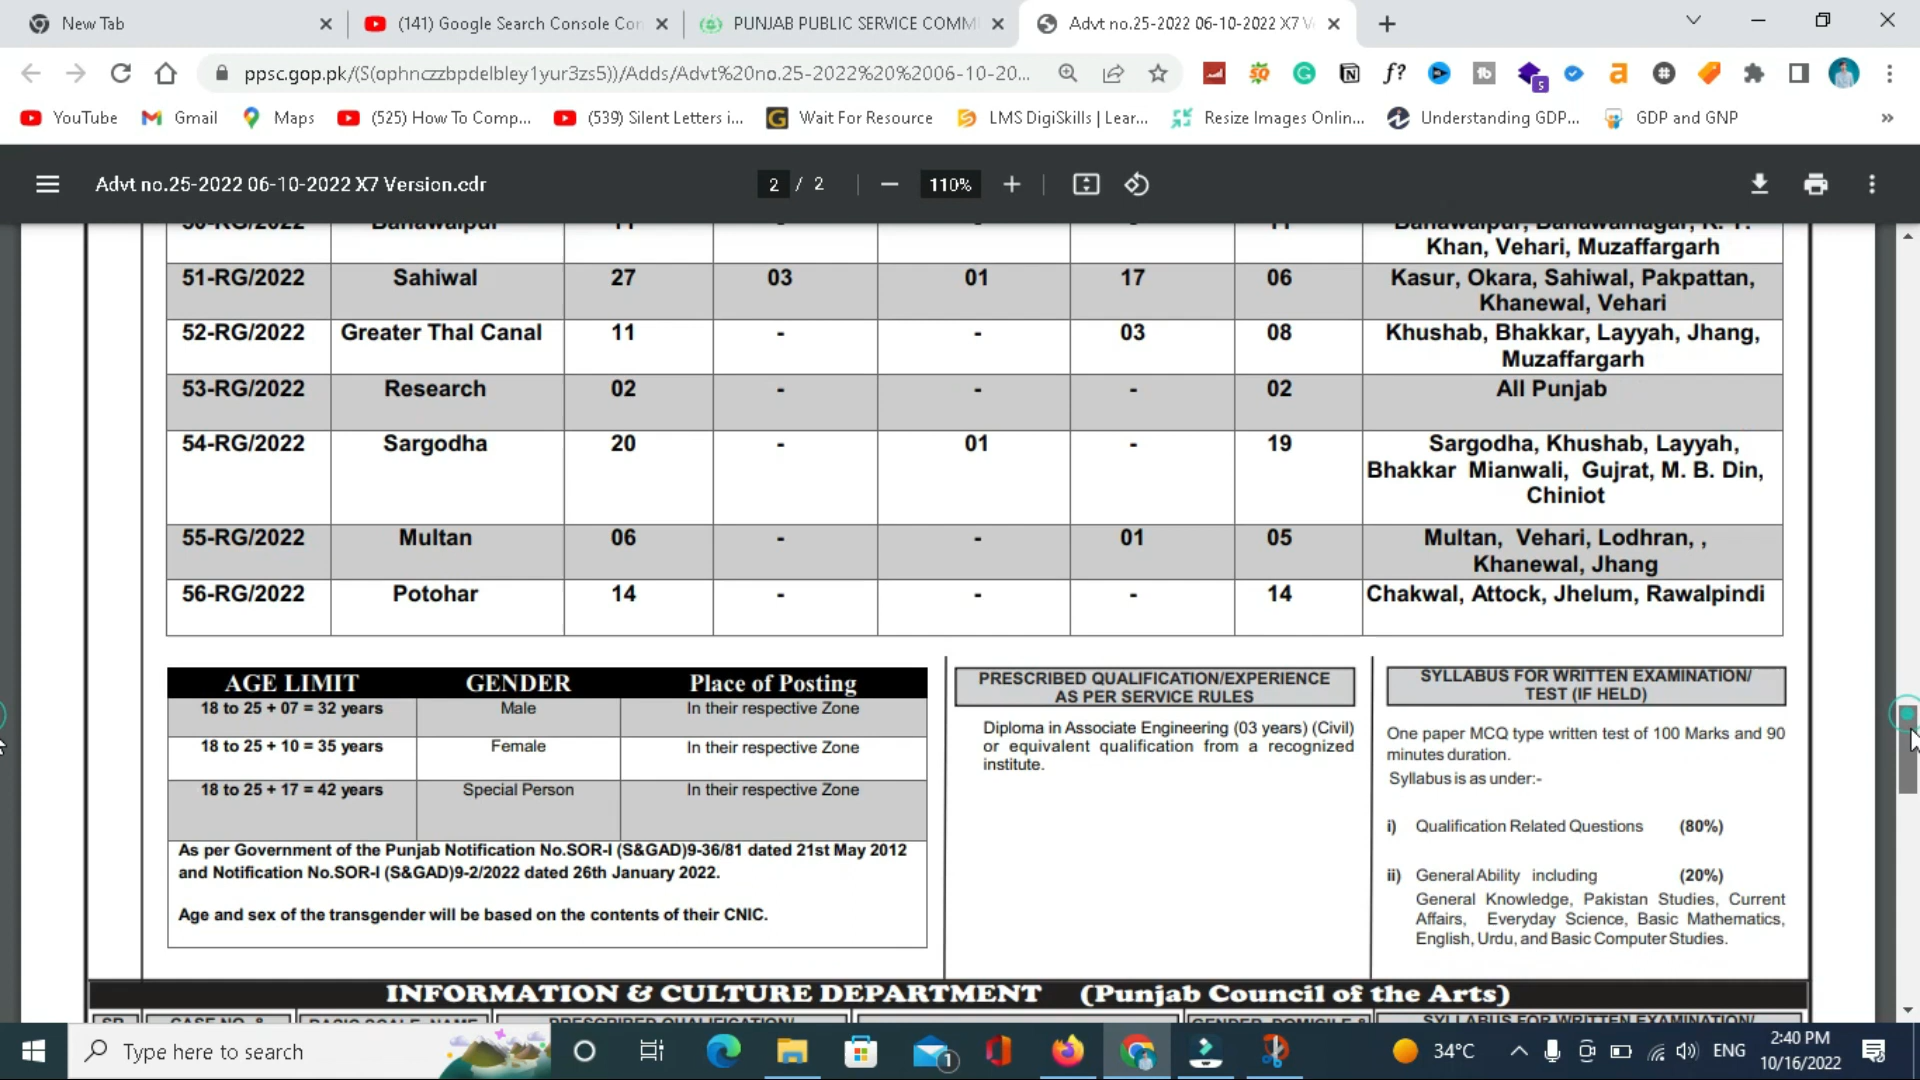 New Tab
(141) Google Search Console Con
PUNJAB PUBLIC SERVICE COMM
Advt no.25-2022 06-10-2022 X7 V
ppsc.gop.pk/(S(ophnczzbpdelbley1yur3zs5))/Adds/Advt%20no.25-2022%20%2006-10-20...
YouTube
Gmail
Maps
(525) How To Comp...
(539) Silent Letters i...
Wait For Resource
LMS DigiSkills | Lear...
Resize Images Onlin...
Understanding GDP...
GDP and GNP
Advt no.25-2022 06-10-2022 X7 Version.cdr
2 / 2
110%
Khan, Vehari, Muzaffargarh
51-RG/2022 Sahiwal 27 03 01 17 06 Kasur, Okara, Sahiwal, Pakpattan,
Khanewal, Vehari
52-RG/2022 Greater Thal Canal 11 - - 03 08 Khushab, Bhakkar, Layyah, Jhang,
Muzaffargarh
53-RG/2022 Research 02 - - - 02 All Punjab
54-RG/2022 Sargodha 20 - 01 - 19 Sargodha, Khushab, Layyah,
Bhakkar Mianwali, Gujrat, M. B. Din,
Chiniot
55-RG/2022 Multan 06 - - 01 05 Multan, Vehari, Lodhran, ,
Khanewal, Jhang
56-RG/2022 Potohar 14 - - - 14 Chakwal, Attock, Jhelum, Rawalpindi
AGE LIMIT GENDER Place of Posting
18 to 25 + 07 = 32 years Male In their respective Zone
18 to 25 + 10 = 35 years Female In their respective Zone
18 to 25 + 17 = 42 years Special Person In their respective Zone
As per Government of the Punjab Notification No.SOR-I (S&GAD)9-36/81 dated 21st May 2012
and Notification No.SOR-I (S&GAD)9-2/2022 dated 26th January 2022.
Age and sex of the transgender will be based on the contents of their CNIC.
PRESCRIBED QUALIFICATION/EXPERIENCE
AS PER SERVICE RULES
Diploma in Associate Engineering (03 years) (Civil)
or equivalent qualification from a recognized
institute.
SYLLABUS FOR WRITTEN EXAMINATION/
TEST (IF HELD)
One paper MCQ type written test of 100 Marks and 90
minutes duration.
Syllabus is as under:-
i) Qualification Related Questions (80%)
ii) General Ability including (20%)
General Knowledge, Pakistan Studies, Current
Affairs, Everyday Science, Basic Mathematics,
English, Urdu, and Basic Computer Studies.
INFORMATION & CULTURE DEPARTMENT (Punjab Council of the Arts)
Type here to search
1
34°C
ENG
2:40 PM
10/16/2022